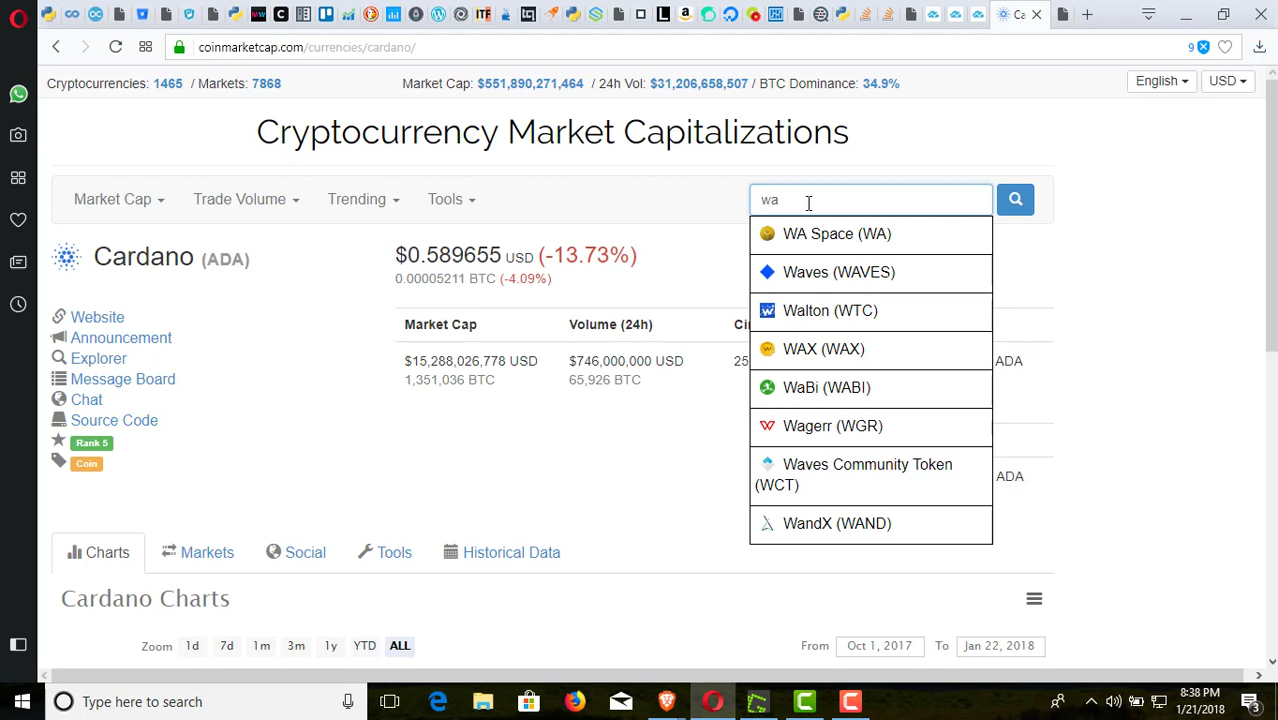 coinmarketcap.com/currencies/cardano/
9
Cryptocurrencies: 1465 / Markets: 7868
Market Cap: $551,890,271,464 / 24h Vol: $31,206,658,507 / BTC Dominance: 34.9%
English
USD
Cryptocurrency Market Capitalizations
Market Cap
Trade Volume
Trending
Tools
wa
WA Space (WA)
Waves (WAVES)
Walton (WTC)
WAX (WAX)
WaBi (WABI)
Wagerr (WGR)
Waves Community Token
(WCT)
WandX (WAND)
Cardano (ADA)
$0.589655 USD (-13.73%)
0.00005211 BTC (-4.09%)
Website
Announcement
Explorer
Message Board
Chat
Source Code
Rank 5
Coin
Market Cap
Volume (24h)
Ci
$15,288,026,778 USD
$746,000,000 USD
25
ADA
1,351,036 BTC
65,926 BTC
ADA
Charts
Markets
Social
Tools
Historical Data
Cardano Charts
Zoom
1d
7d
1m
3m
1y
YTD
ALL
From
Oct 1, 2017
To
Jan 22, 2018
Type here to search
8:38 PM
1/21/2018
3